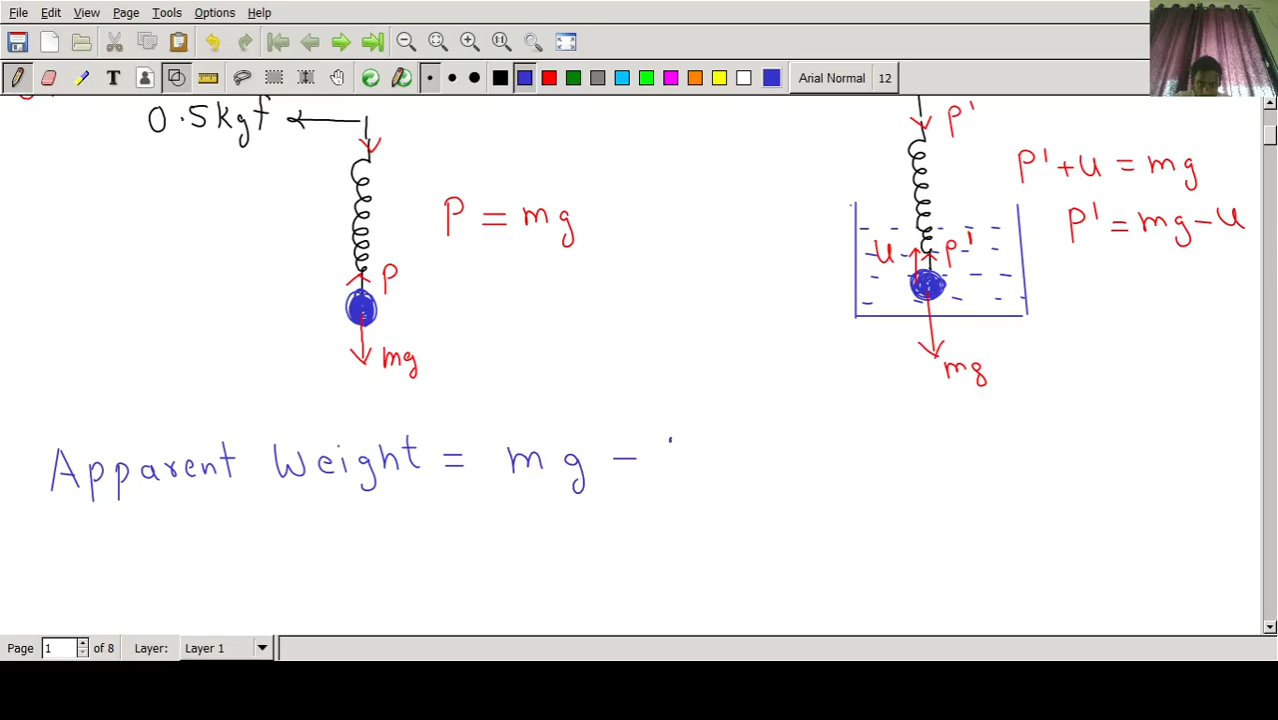 File Edit View Page Tools Options Help
Arial Normal 12
0.5kgf
P'
P'+U = mg
P = mg
P' = mg-U
U
P'
P
mg
mg
Apparent Weight = mg -
Page 1 of 8 Layer: Layer 1